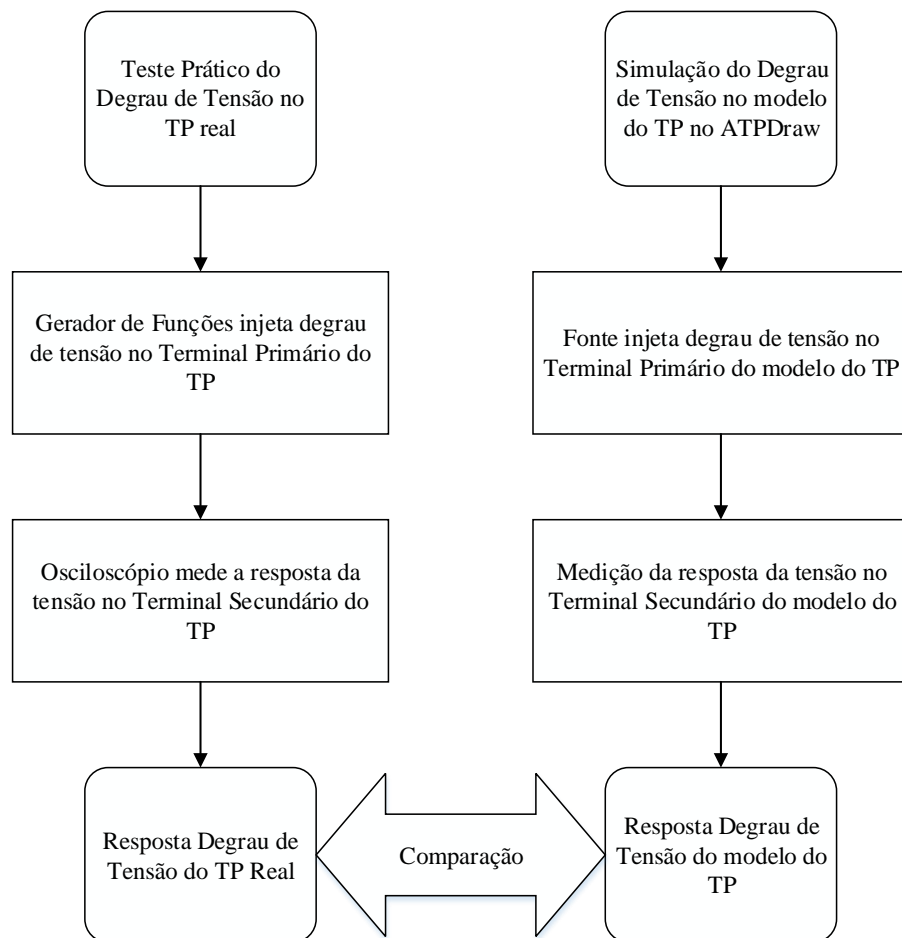 Teste Prático do
Degrau de Tensão no
TP real
Gerador de Funções injeta degrau
de tensão no Terminal Primário do
TP
Osciloscópio mede a resposta da
tensão no Terminal Secundário do
TP
Resposta Degrau de
Tensão do TP Real
Comparação
Simulação do Degrau
de Tensão no modelo
do TP no ATPDraw
Fonte injeta degrau de tensão no
Terminal Primário do modelo do TP
Medição da resposta da tensão no
Terminal Secundário do modelo do
TP
Resposta Degrau de
Tensão do modelo do
TP